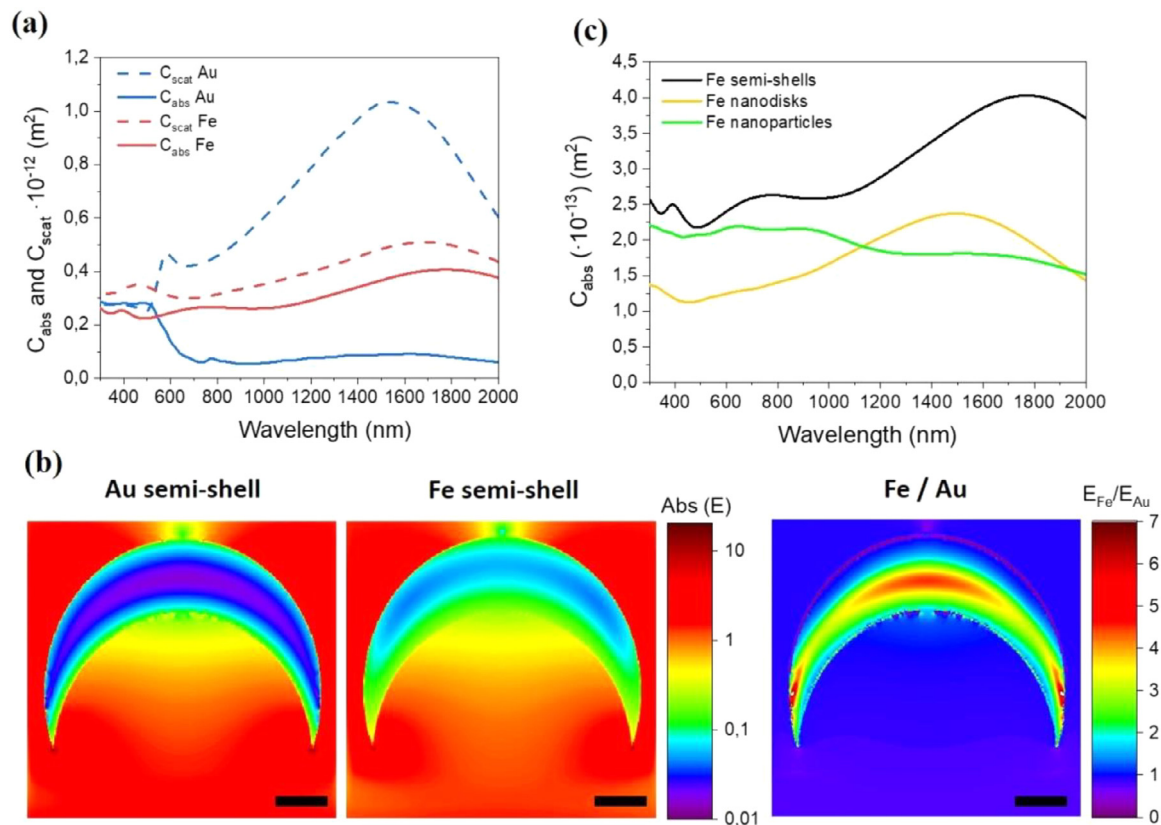 (a)
1,2
1,0
0,8
0,6
0,4
0,2
0,0
C_abs and C_scat ·10^-12 (m^2)
C_scat Au
C_abs Au
C_scat Fe
C_abs Fe
400 600 800 1000 1200 1400 1600 1800 2000
Wavelength (nm)
(c)
4,5
4,0
3,5
3,0
2,5
2,0
1,5
1,0
0,5
0,0
C_abs (·10^-13) (m^2)
Fe semi-shells
Fe nanodisks
Fe nanoparticles
400 600 800 1000 1200 1400 1600 1800 2000
Wavelength (nm)
(b)
Au semi-shell
Fe semi-shell
Abs (E)
10
1
0.1
0.01
Fe / Au
E_Fe/E_Au
7
6
5
4
3
2
1
0